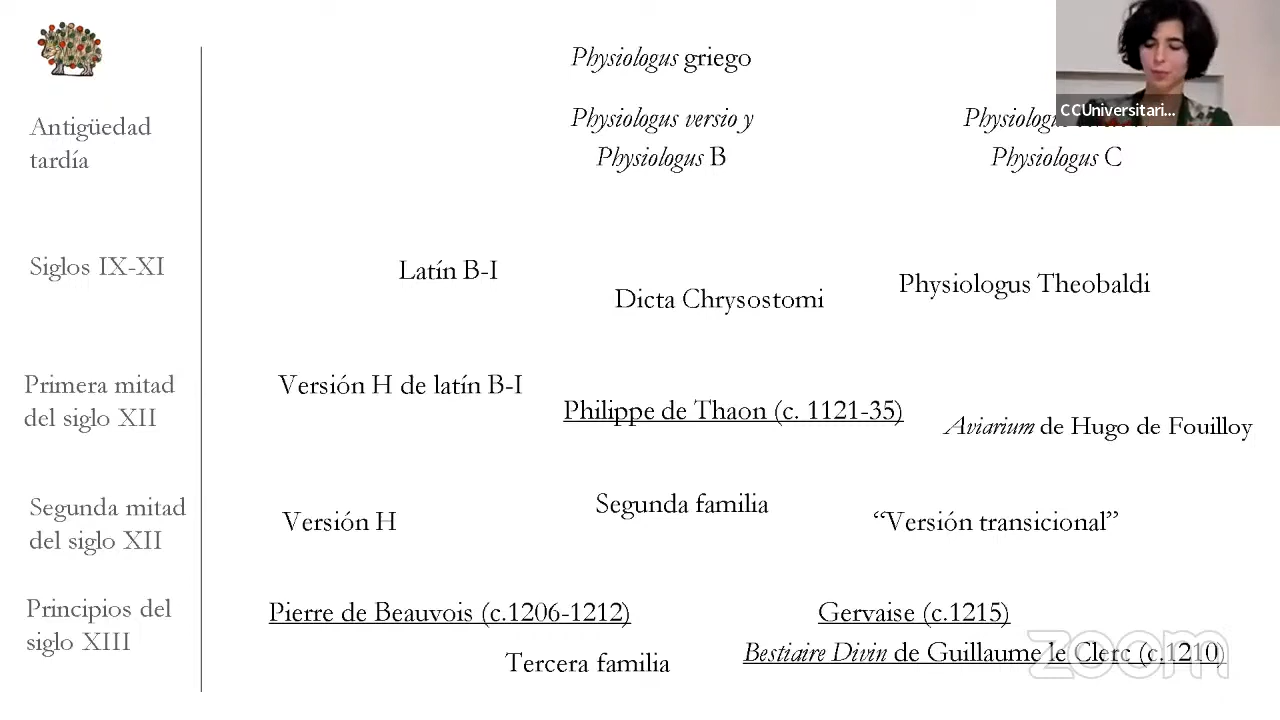 Physiologus griego
CCUniversitari...
Antigüedad
tardía
Physiologus versio y
Physiologus B
Physiologus C
Siglos IX-XI
Latín B-I
Dicta Chrysostomi
Physiologus Theobaldi
Primera mitad
del siglo XII
Versión H de latín B-I
Philippe de Thaon (c. 1121-35)
Aviarium de Hugo de Fouilloy
Segunda mitad
del siglo XII
Versión H
Segunda familia
“Versión transicional”
Principios del
siglo XIII
Pierre de Beauvois (c.1206-1212)
Gervaise (c.1215)
Tercera familia
Bestiaire Divin de Guillaume le Clerc (c.1210)
zoom